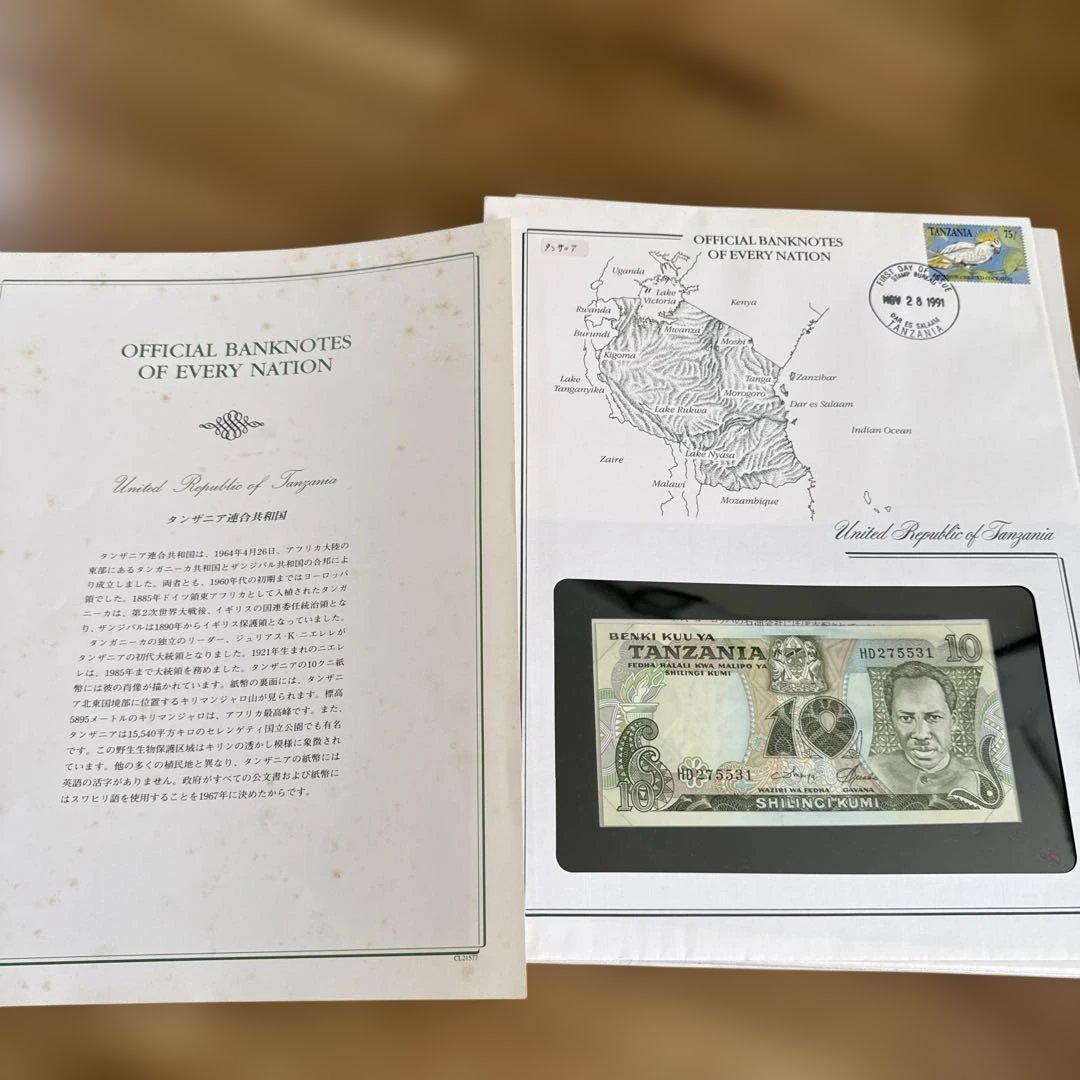 OFFICIAL BANKNOTES
OF EVERY NATION
United Republic of Tanzania
タンザニア連合共和国
タンザニア連合共和国は、1964年4月26日、アフリカ大陸の
東部にあるタンガニーカ共和国とザンジバル共和国の合邦によ
り成立しました。両者とも、1960年代の初期まではヨーロッパ
領でした。1885年ドイツ領東アフリカとして入植されたタンガ
ニーカは、第2次世界大戦後、イギリスの国連委任統治領とな
り、ザンジバルは1890年からイギリス保護領となっていました。
タンガニーカの独立のリーダー、ジュリアス・K・ニエレレが
タンザニアの初代大統領となりました。1921年生まれのニエレ
レは、1985年まで大統領を務めました。タンザニアの10クニ紙
幣には彼の肖像が描かれています。紙幣の裏面には、タンザニ
ア北東国境部に位置するキリマンジャロ山が見られます。標高
5895メートルのキリマンジャロは、アフリカ最高峰です。また、
タンザニアは15,540平方キロのセレンゲティ国立公園でも有名
です。この野生生物保護区域はキリンの透かし模様に象徴され
ています。他の多くの植民地と異なり、タンザニアの紙幣には
英語の活字がありません。政府がすべての公文書および紙幣に
はスワヒリ語を使用することを1967年に決めたからです。
CL21577
タンザニア
OFFICIAL BANKNOTES
OF EVERY NATION
TANZANIA 75/-
FIRST DAY OF ISSUE
STAMP BUREAU
NOV 28 1991
DAR ES SALAAM
TANZANIA
Uganda
Lake
Victoria
Kenya
Rwanda
Burundi
Mwanza
Moshi
Kigoma
Lake
Tanganyika
Tanga
Zanzibar
Morogoro
Dar es Salaam
Lake Rukwa
Indian Ocean
Zaire
Lake Nyasa
Malawi
Mozambique
United Republic of Tanzania
BENKI KUU YA
TANZANIA
FEDHA HALALI KWA MALIPO YA
SHILINGI KUMI
HD275531
10
10
HD275531
WAZIRI WA FEDHA GAVANA
10
SHILINGI KUMI